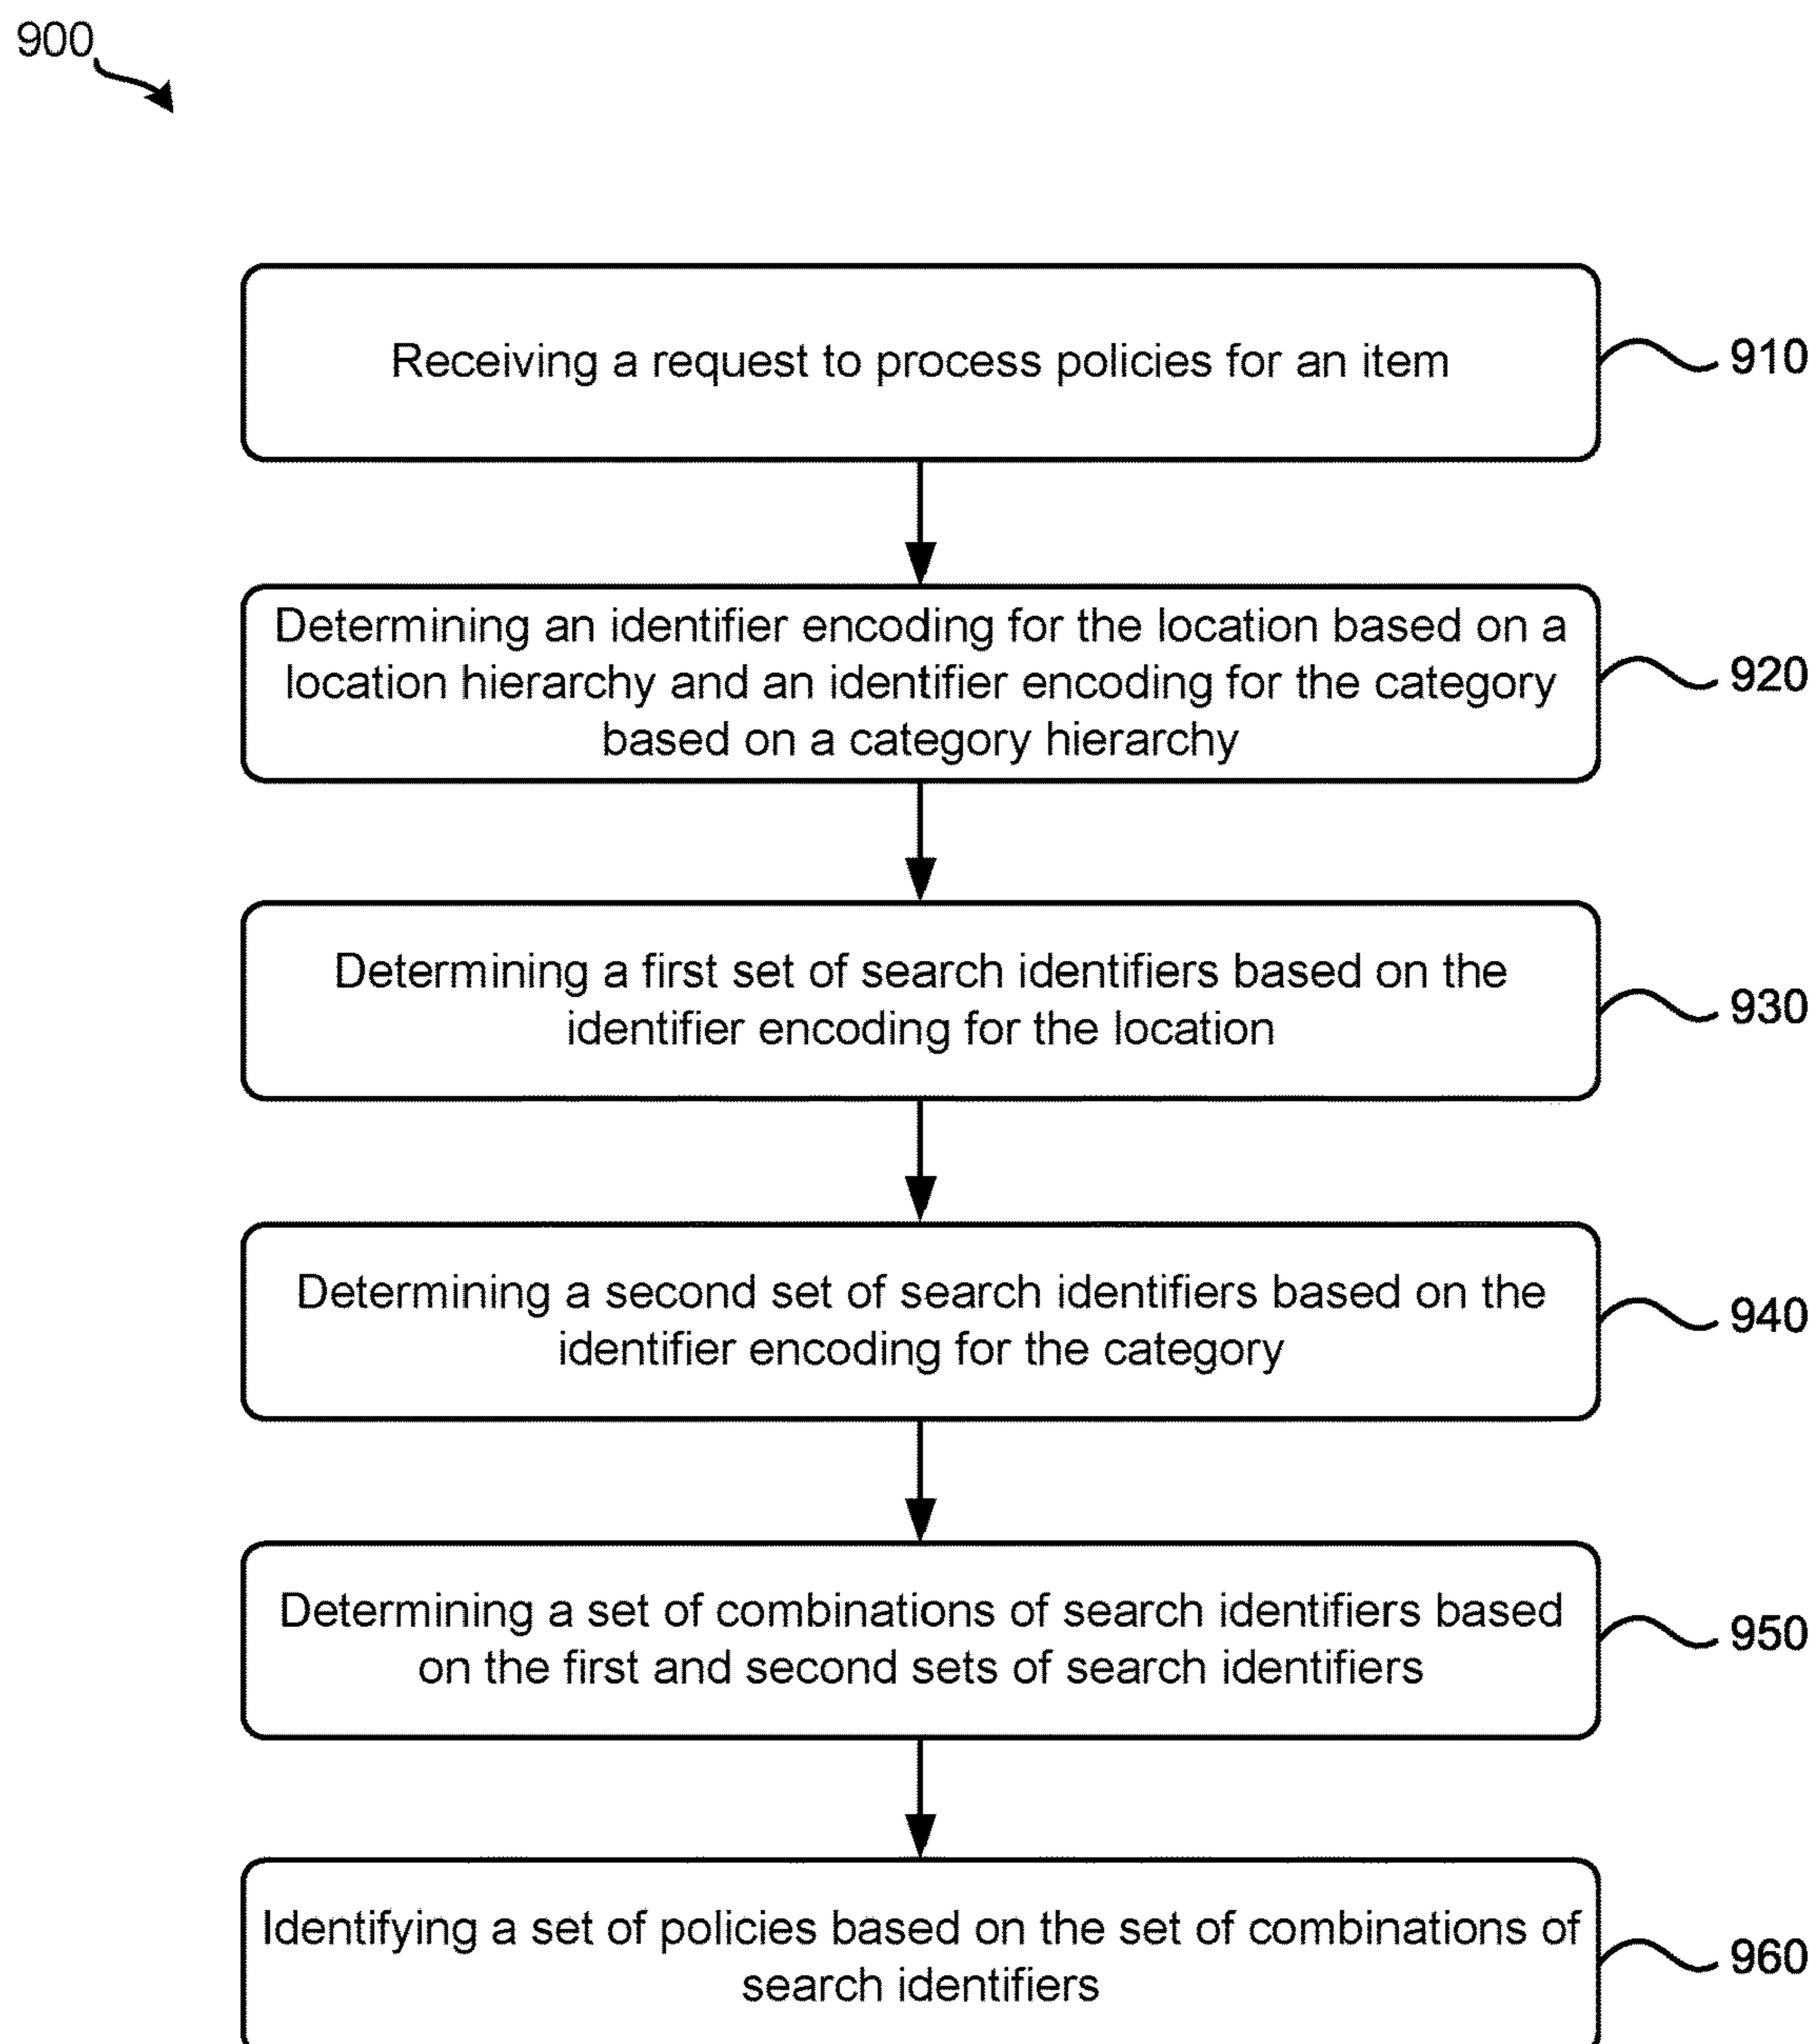 900
Receiving a request to process policies for an item
910
Determining an identifier encoding for the location based on a
location hierarchy and an identifier encoding for the category
based on a category hierarchy
920
Determining a first set of search identifiers based on the
identifier encoding for the location
930
Determining a second set of search identifiers based on the
identifier encoding for the category
940
Determining a set of combinations of search identifiers based
on the first and second sets of search identifiers
950
Identifying a set of policies based on the set of combinations of
search identifiers
960